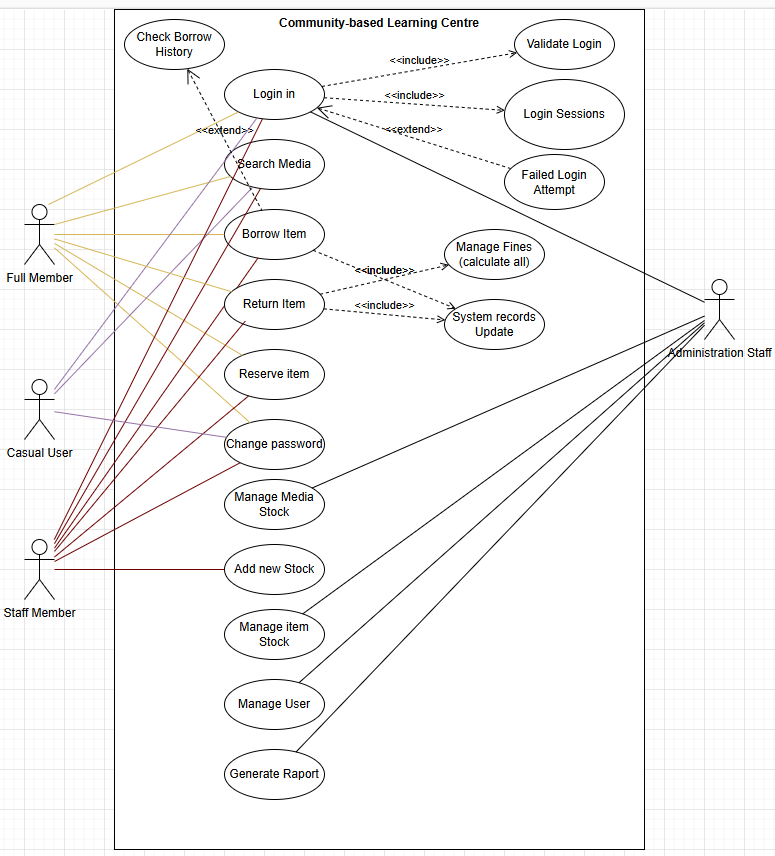 Community-based Learning Centre
Check Borrow
History
Validate Login
<<include>>
Login in
<<include>>
Login Sessions
<<extend>>
<<extend>>
Search Media
Failed Login
Attempt
Full Member
Borrow Item
Manage Fines
(calculate all)
<<include>>
Return Item
<<include>>
System records
Update
Administration Staff
Reserve item
Casual User
Change password
Manage Media
Stock
Add new Stock
Staff Member
Manage item
Stock
Manage User
Generate Raport